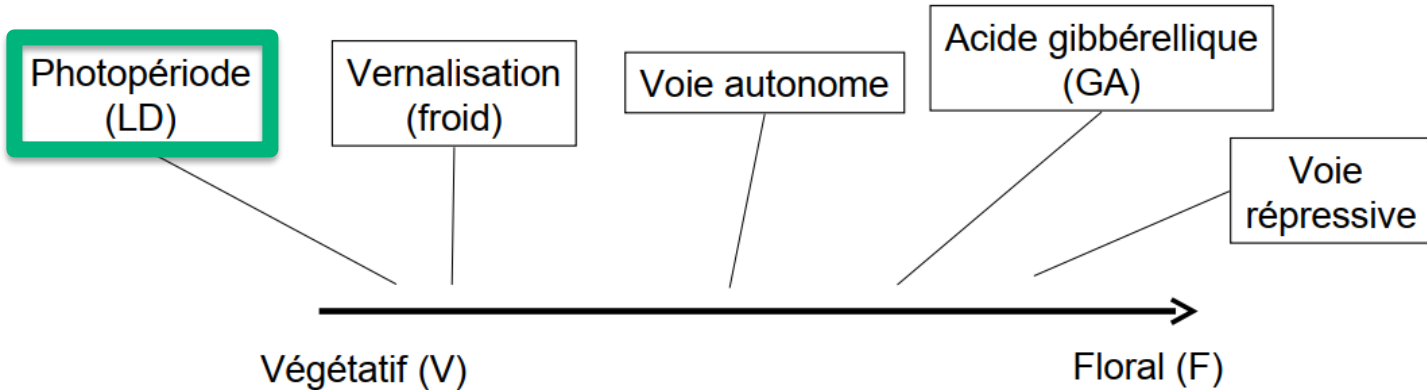 Photopériode
(LD)
Vernalisation
(froid)
Voie autonome
Acide gibbérellique
(GA)
Voie
répressive
Végétatif (V)
Floral (F)